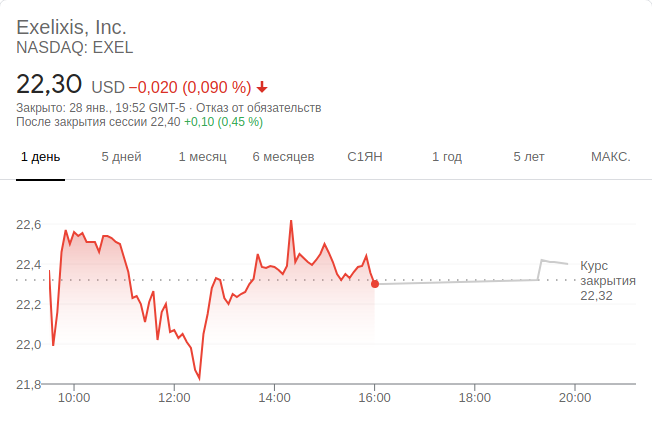 Exelixis, Inc.
NASDAQ: EXEL
22,30 USD −0,020 (0,090 %)
Закрыто: 28 янв., 19:52 GMT-5 · Отказ от обязательств
После закрытия сессии 22,40 +0,10 (0,45 %)
1 день 5 дней 1 месяц 6 месяцев С1ЯН 1 год 5 лет МАКС.
22,6
22,4
22,2
22,0
21,8
Курс
закрытия
22,32
10:00 12:00 14:00 16:00 18:00 20:00